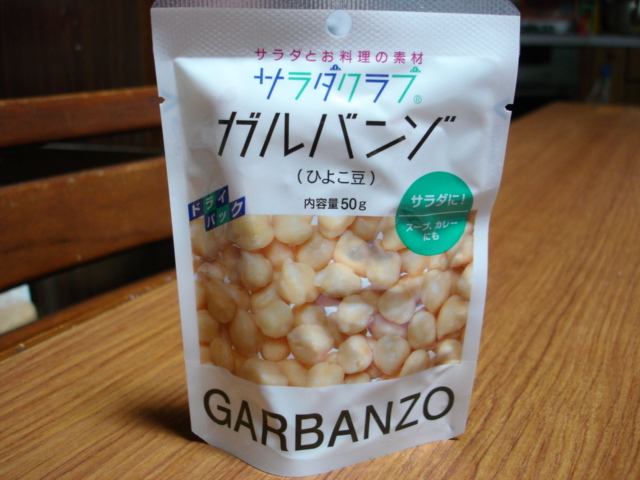 サラダとお料理の素材
サラダクラブ®
ガルバンゾ
(ひよこ豆)
内容量50g
ドライ
パック
サラダに!
スープ、カレー
にも
GARBANZO